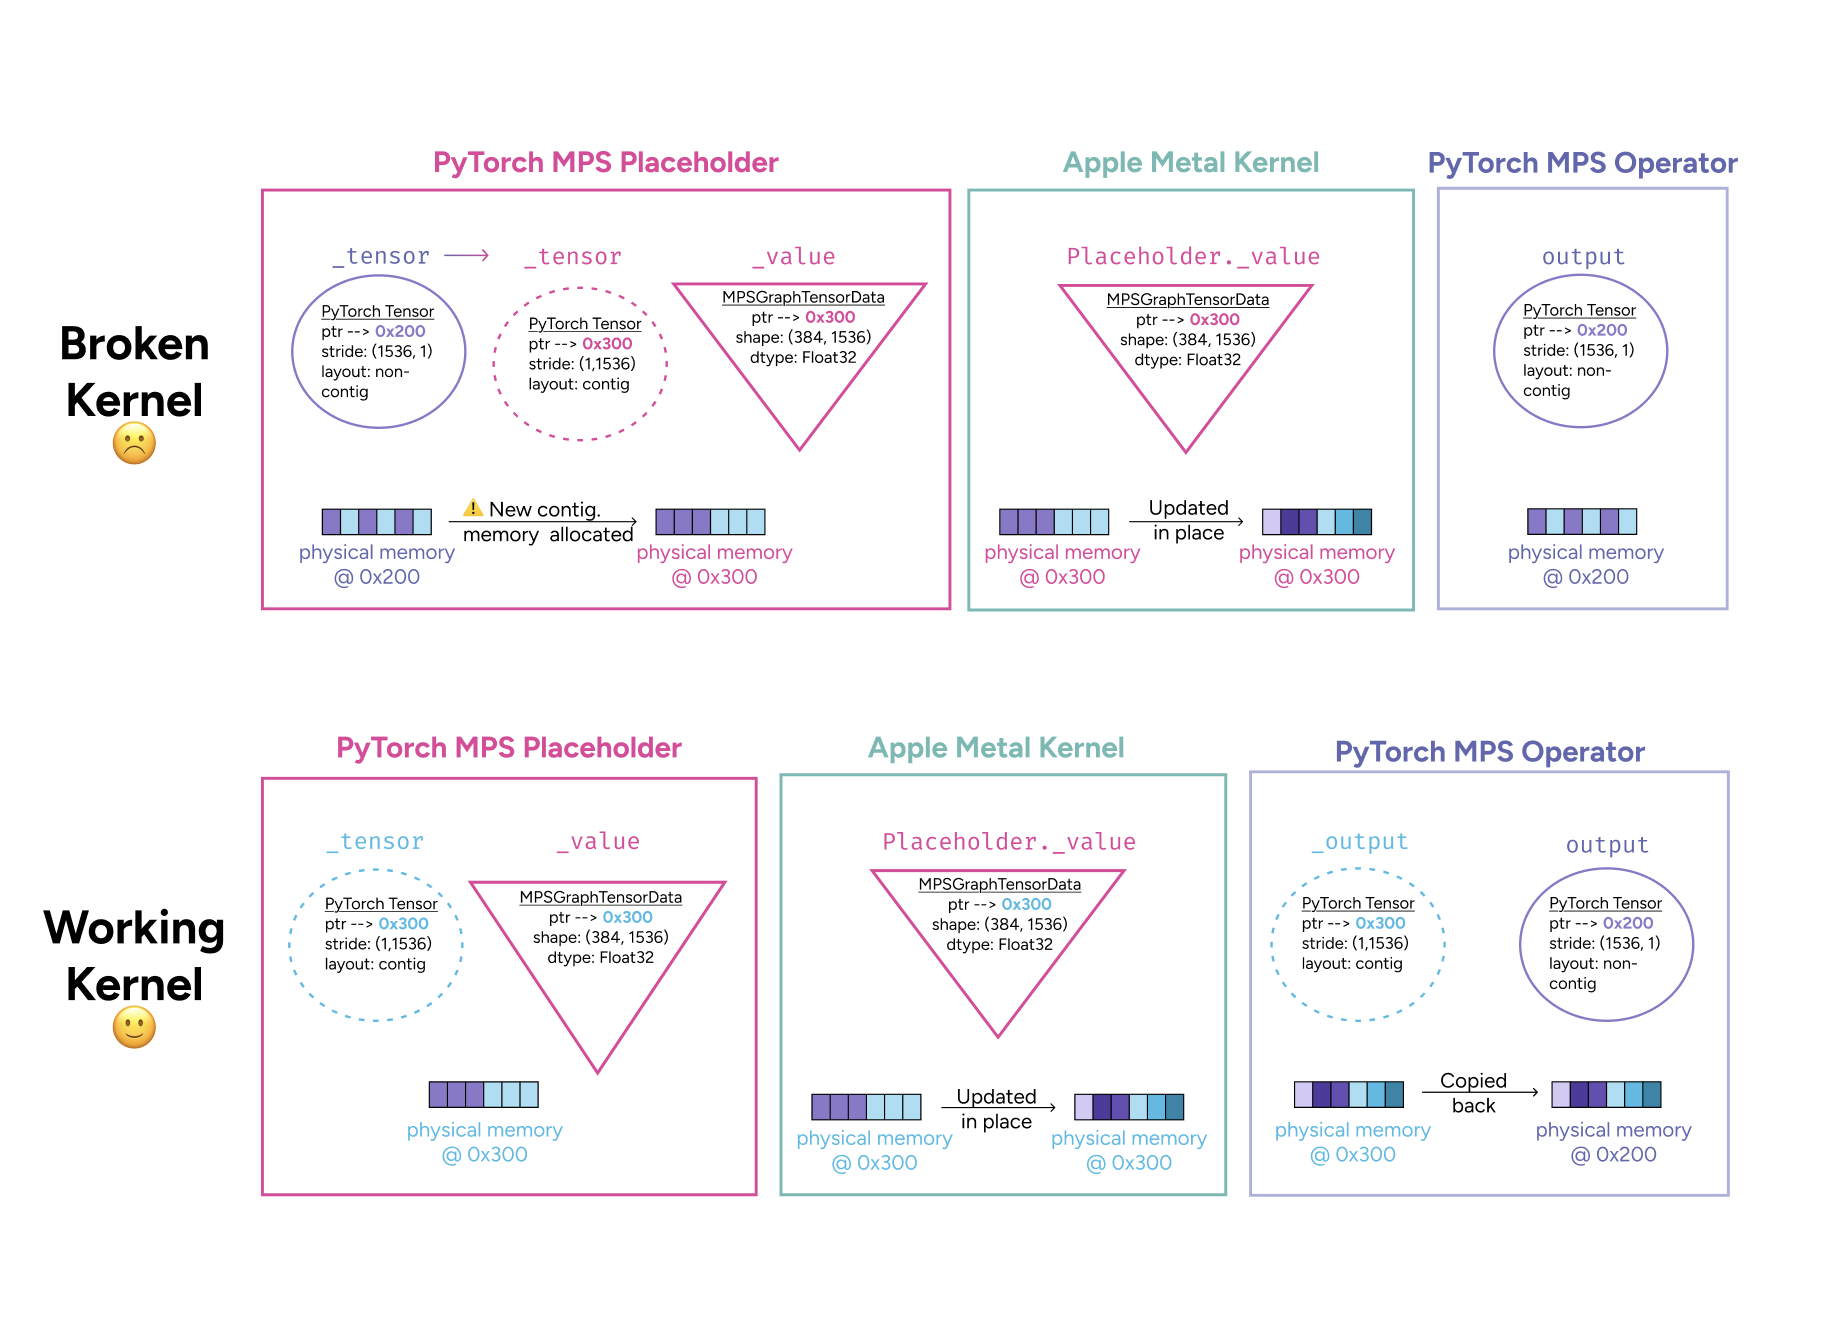 PyTorch MPS Placeholder
Apple Metal Kernel
PyTorch MPS Operator
Broken
Kernel
_tensor
_tensor
_value
PyTorch Tensor
ptr --> 0x200
stride: (1536, 1)
layout: non-
contig
PyTorch Tensor
ptr --> 0x300
stride: (1,1536)
layout: contig
MPSGraphTensorData
ptr --> 0x300
shape: (384, 1536)
dtype: Float32
New contig.
memory allocated
physical memory
@ 0x200
physical memory
@ 0x300
Placeholder._value
MPSGraphTensorData
ptr --> 0x300
shape: (384, 1536)
dtype: Float32
Updated
in place
physical memory
@ 0x300
physical memory
@ 0x300
output
PyTorch Tensor
ptr --> 0x200
stride: (1536, 1)
layout: non-
contig
physical memory
@ 0x200
PyTorch MPS Placeholder
Apple Metal Kernel
PyTorch MPS Operator
Working
Kernel
_tensor
_value
PyTorch Tensor
ptr --> 0x300
stride: (1,1536)
layout: contig
MPSGraphTensorData
ptr --> 0x300
shape: (384, 1536)
dtype: Float32
physical memory
@ 0x300
Placeholder._value
MPSGraphTensorData
ptr --> 0x300
shape: (384, 1536)
dtype: Float32
Updated
in place
physical memory
@ 0x300
physical memory
@ 0x300
_output
output
PyTorch Tensor
ptr --> 0x300
stride: (1,1536)
layout: contig
PyTorch Tensor
ptr --> 0x200
stride: (1536, 1)
layout: non-
contig
Copied
back
physical memory
@ 0x300
physical memory
@ 0x200